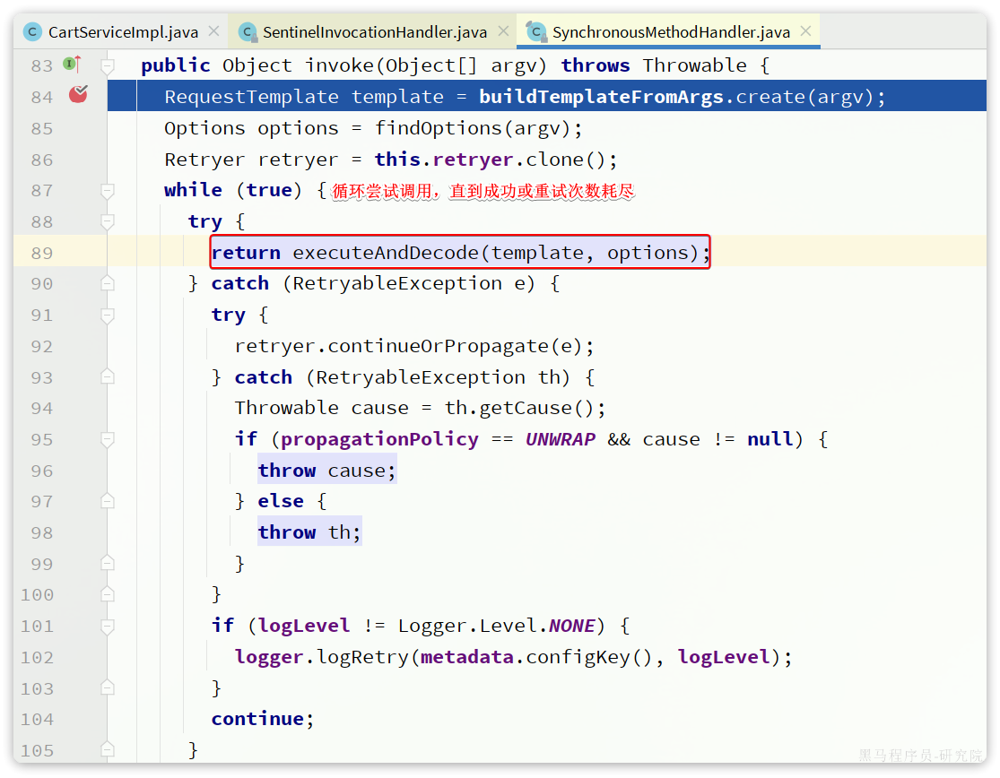 CartServiceImpl.java SentinelInvocationHandler.java SynchronousMethodHandler.java
83 public Object invoke(Object[] argv) throws Throwable {
84 RequestTemplate template = buildTemplateFromArgs.create(argv);
85 Options options = findOptions(argv);
86 Retryer retryer = this.retryer.clone();
87 while (true) { 循环尝试调用，直到成功或重试次数耗尽
88 try {
89 return executeAndDecode(template, options);
90 } catch (RetryableException e) {
91 try {
92 retryer.continueOrPropagate(e);
93 } catch (RetryableException th) {
94 Throwable cause = th.getCause();
95 if (propagationPolicy == UNWRAP && cause != null) {
96 throw cause;
97 } else {
98 throw th;
99 }
100 }
101 if (logLevel != Logger.Level.NONE) {
102 logger.logRetry(metadata.configKey(), logLevel);
103 }
104 continue;
105 }
黑马程序员-研究院